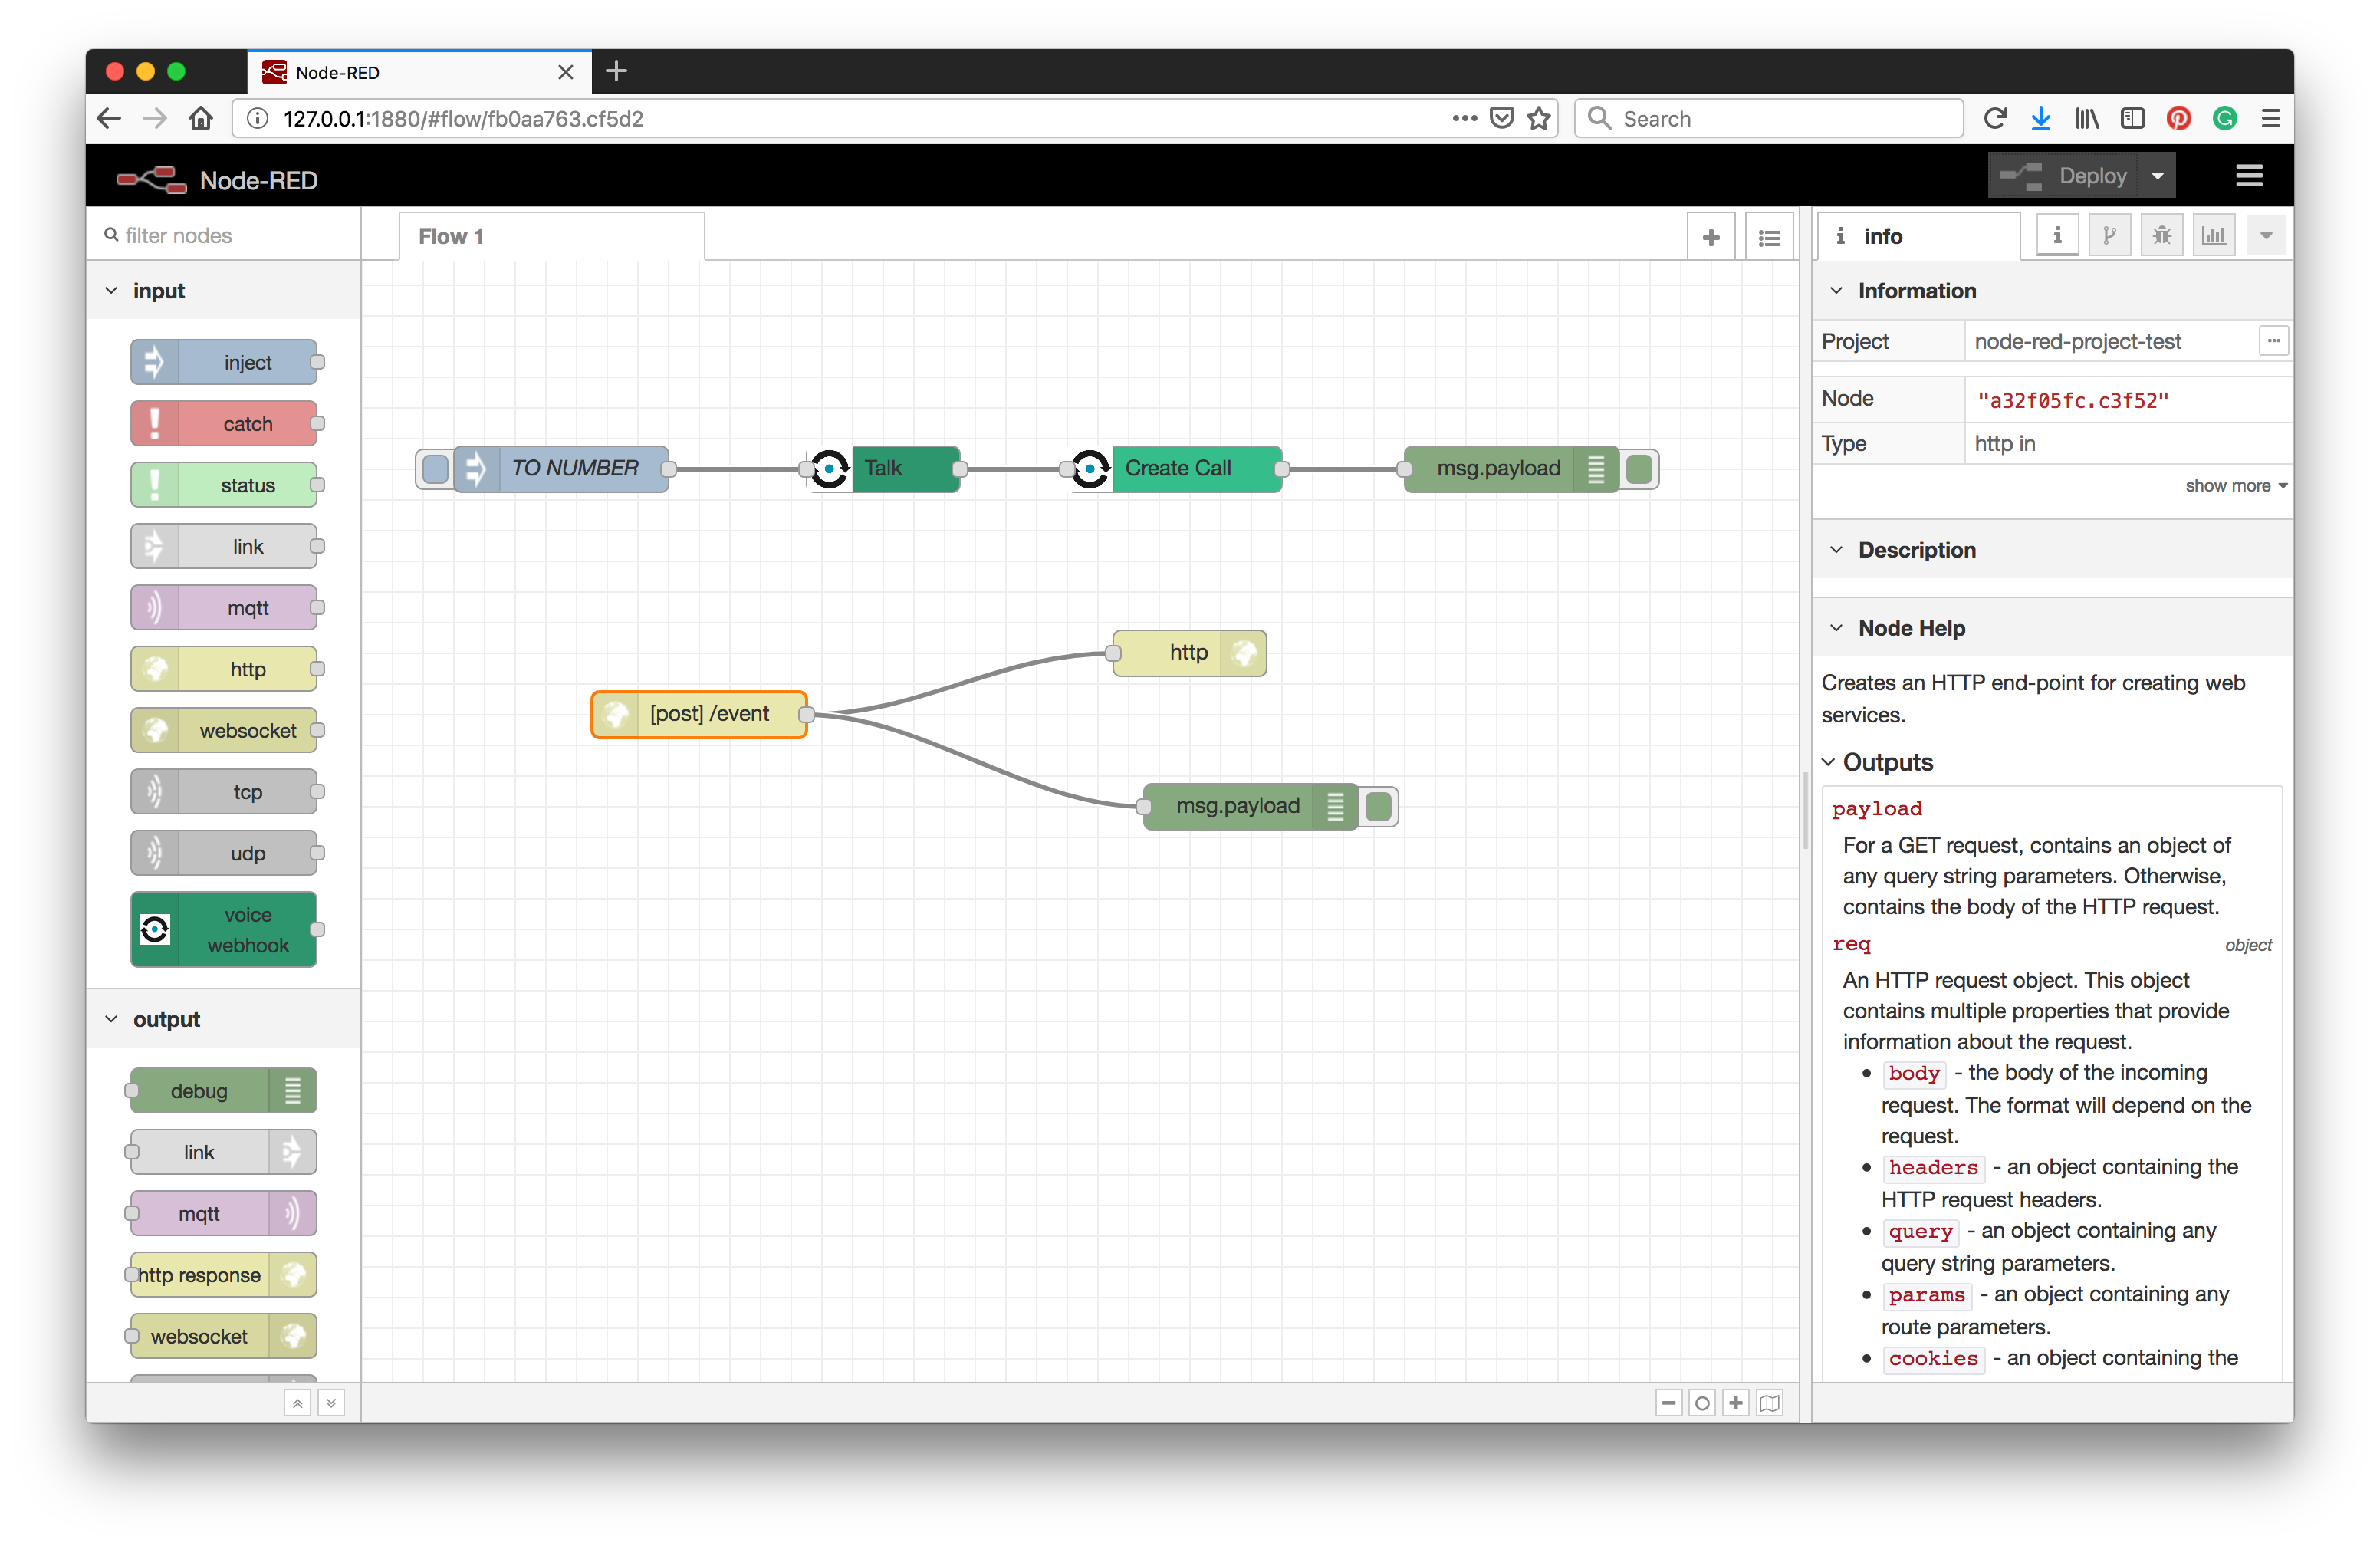 Node-RED
127.0.0.1:1880/#flow/fb0aa763.cf5d2
Search
Node-RED
Deploy
filter nodes
Flow 1
info
input
inject
catch
status
link
mqtt
http
websocket
tcp
udp
voice
webhook
output
debug
link
mqtt
http response
websocket
TO NUMBER
Talk
Create Call
msg.payload
http
[post] /event
msg.payload
Information
Project node-red-project-test
Node "a32f05fc.c3f52"
Type http in
show more
Description
Node Help
Creates an HTTP end-point for creating web
services.
Outputs
payload
For a GET request, contains an object of
any query string parameters. Otherwise,
contains the body of the HTTP request.
req object
An HTTP request object. This object
contains multiple properties that provide
information about the request.
body - the body of the incoming
request. The format will depend on the
request.
headers - an object containing the
HTTP request headers.
query - an object containing any
query string parameters.
params - an object containing any
route parameters.
cookies - an object containing the